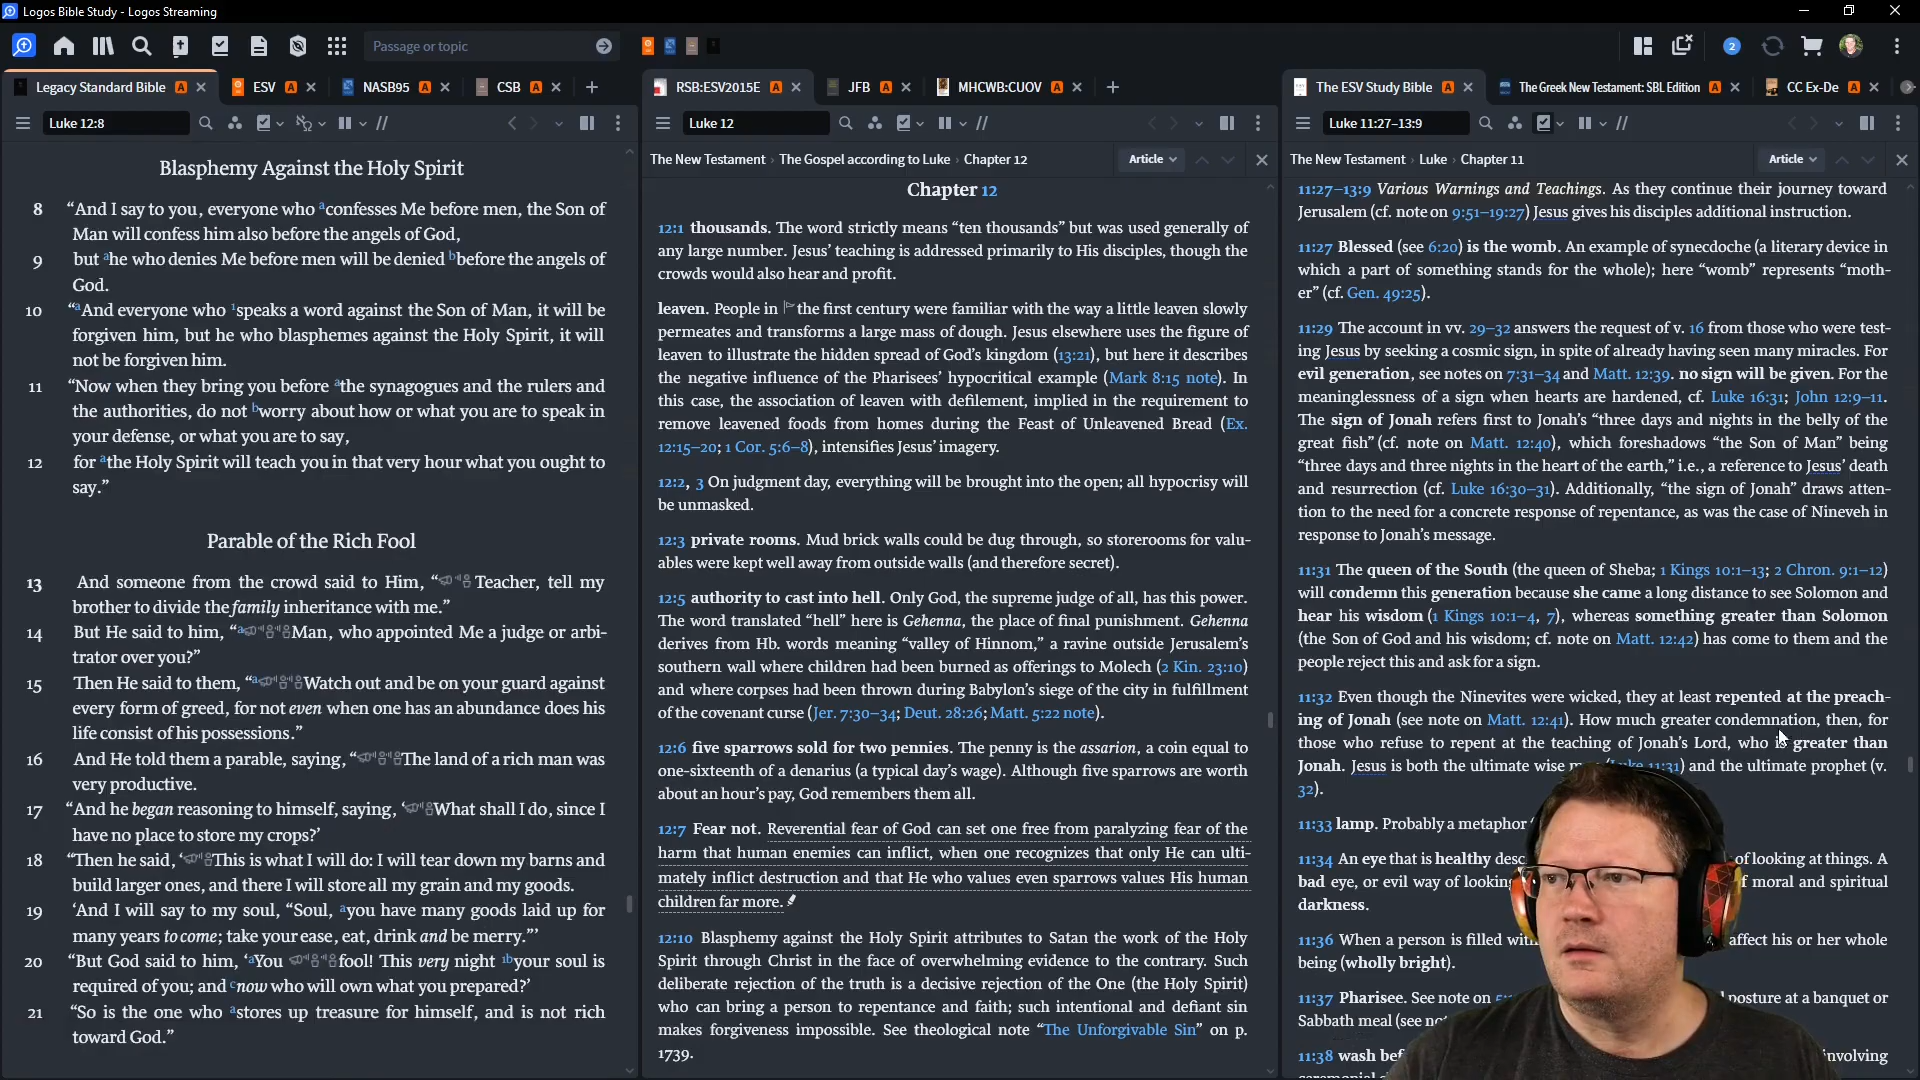 Logos Bible Study - Logos Streaming
Passage or topic
2
Legacy Standard Bible A
ESV A
NASB95 A
CSB A
Luke 12:8
Blasphemy Against the Holy Spirit
8 “And I say to you, everyone who ᵃconfesses Me before men, the Son of
Man will confess him also before the angels of God,
9 but ᵃhe who denies Me before men will be denied ᵇbefore the angels of
God.
10 “ᵃAnd everyone who ¹speaks a word against the Son of Man, it will be
forgiven him, but he who blasphemes against the Holy Spirit, it will
not be forgiven him.
11 “Now when they bring you before ᵃthe synagogues and the rulers and
the authorities, do not ᵇworry about how or what you are to speak in
your defense, or what you are to say,
12 for ᵃthe Holy Spirit will teach you in that very hour what you ought to
say.”
Parable of the Rich Fool
13 And someone from the crowd said to Him, “Teacher, tell my
brother to divide the family inheritance with me.”
14 But He said to him, “ᵃMan, who appointed Me a judge or arbi-
trator over you?”
15 Then He said to them, “ᵃWatch out and be on your guard against
every form of greed, for not even when one has an abundance does his
life consist of his possessions.”
16 And He told them a parable, saying, “The land of a rich man was
very productive.
17 “And he began reasoning to himself, saying, ‘What shall I do, since I
have no place to store my crops?’
18 “Then he said, ‘This is what I will do: I will tear down my barns and
build larger ones, and there I will store all my grain and my goods.
19 ‘And I will say to my soul, “Soul, ᵃyou have many goods laid up for
many years to come; take your ease, eat, drink and be merry.”’
20 “But God said to him, ‘ᵃYou fool! This very night ¹ᵇyour soul is
required of you; and ᶜnow who will own what you prepared?’
21 “So is the one who ᵃstores up treasure for himself, and is not rich
toward God.”
RSB:ESV2015E A
JFB A
MHCWB:CUOV A
Luke 12
The New Testament › The Gospel according to Luke › Chapter 12
Article
Chapter 12
12:1 thousands. The word strictly means “ten thousands” but was used generally of
any large number. Jesus’ teaching is addressed primarily to His disciples, though the
crowds would also hear and profit.
leaven. People in the first century were familiar with the way a little leaven slowly
permeates and transforms a large mass of dough. Jesus elsewhere uses the figure of
leaven to illustrate the hidden spread of God’s kingdom (13:21), but here it describes
the negative influence of the Pharisees’ hypocritical example (Mark 8:15 note). In
this case, the association of leaven with defilement, implied in the requirement to
remove leavened foods from homes during the Feast of Unleavened Bread (Ex.
12:15–20; 1 Cor. 5:6–8), intensifies Jesus’ imagery.
12:2, 3 On judgment day, everything will be brought into the open; all hypocrisy will
be unmasked.
12:3 private rooms. Mud brick walls could be dug through, so storerooms for valu-
ables were kept well away from outside walls (and therefore secret).
12:5 authority to cast into hell. Only God, the supreme judge of all, has this power.
The word translated “hell” here is Gehenna, the place of final punishment. Gehenna
derives from Hb. words meaning “valley of Hinnom,” a ravine outside Jerusalem’s
southern wall where children had been burned as offerings to Molech (2 Kin. 23:10)
and where corpses had been thrown during Babylon’s siege of the city in fulfillment
of the covenant curse (Jer. 7:30–34; Deut. 28:26; Matt. 5:22 note).
12:6 five sparrows sold for two pennies. The penny is the assarion, a coin equal to
one-sixteenth of a denarius (a typical day’s wage). Although five sparrows are worth
about an hour’s pay, God remembers them all.
12:7 Fear not. Reverential fear of God can set one free from paralyzing fear of the
harm that human enemies can inflict, when one recognizes that only He can ulti-
mately inflict destruction and that He who values even sparrows values His human
children far more.
12:10 Blasphemy against the Holy Spirit attributes to Satan the work of the Holy
Spirit through Christ in the face of overwhelming evidence to the contrary. Such
deliberate rejection of the truth is a decisive rejection of the One (the Holy Spirit)
who can bring a person to repentance and faith; such intentional and defiant sin
makes forgiveness impossible. See theological note “The Unforgivable Sin” on p.
1739.
The ESV Study Bible A
The Greek New Testament: SBL Edition A
CC Ex-De A
Luke 11:27–13:9
The New Testament › Luke › Chapter 11
Article
11:27–13:9 Various Warnings and Teachings. As they continue their journey toward
Jerusalem (cf. note on 9:51–19:27) Jesus gives his disciples additional instruction.
11:27 Blessed (see 6:20) is the womb. An example of synecdoche (a literary device in
which a part of something stands for the whole); here “womb” represents “moth-
er” (cf. Gen. 49:25).
11:29 The account in vv. 29–32 answers the request of v. 16 from those who were test-
ing Jesus by seeking a cosmic sign, in spite of already having seen many miracles. For
evil generation, see notes on 7:31–34 and Matt. 12:39. no sign will be given. For the
meaninglessness of a sign when hearts are hardened, cf. Luke 16:31; John 12:9–11.
The sign of Jonah refers first to Jonah’s “three days and nights in the belly of the
great fish” (cf. note on Matt. 12:40), which foreshadows “the Son of Man” being
“three days and three nights in the heart of the earth,” i.e., a reference to Jesus’ death
and resurrection (cf. Luke 16:30–31). Additionally, “the sign of Jonah” draws atten-
tion to the need for a concrete response of repentance, as was the case of Nineveh in
response to Jonah’s message.
11:31 The queen of the South (the queen of Sheba; 1 Kings 10:1–13; 2 Chron. 9:1–12)
will condemn this generation because she came a long distance to see Solomon and
hear his wisdom (1 Kings 10:1–4, 7), whereas something greater than Solomon
(the Son of God and his wisdom; cf. note on Matt. 12:42) has come to them and the
people reject this and ask for a sign.
11:32 Even though the Ninevites were wicked, they at least repented at the preach-
ing of Jonah (see note on Matt. 12:41). How much greater condemnation, then, for
those who refuse to repent at the teaching of Jonah’s Lord, who is greater than
Jonah. Jesus is both the ultimate wise (Luke 11:31) and the ultimate prophet (v.
32).
11:33 lamp. Probably a metaphor
11:34 An eye that is healthy of looking at things. A
bad eye, or evil way of looking of moral and spiritual
darkness.
11:36 When a person is filled affect his or her whole
being (wholly bright).
11:37 Pharisee. See note on posture at a banquet or
Sabbath meal (see
11:38 wash involving